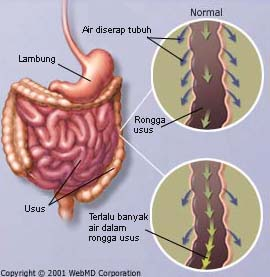 Normal
Air diserap tubuh
Lambung
Rongga
usus
Usus
Terlalu banyak
air dalam
rongga usus
Copyright © 2001 WebMD Corporation